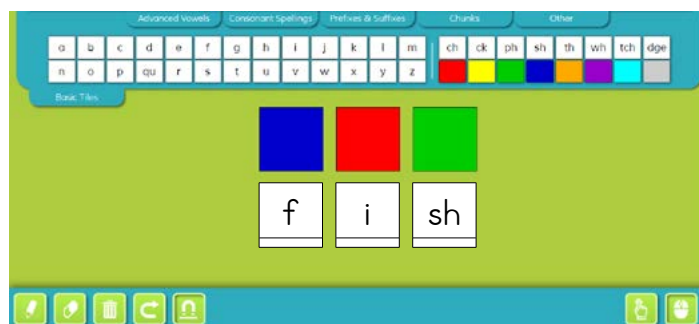 Advanced Vowels Consonant Spellings Prefixes & Suffixes Chunks Other
a b c d e f g h i j k l m ch ck ph sh th wh tch dge
n o p qu r s t u v w x y z
Basic Tiles
f i sh